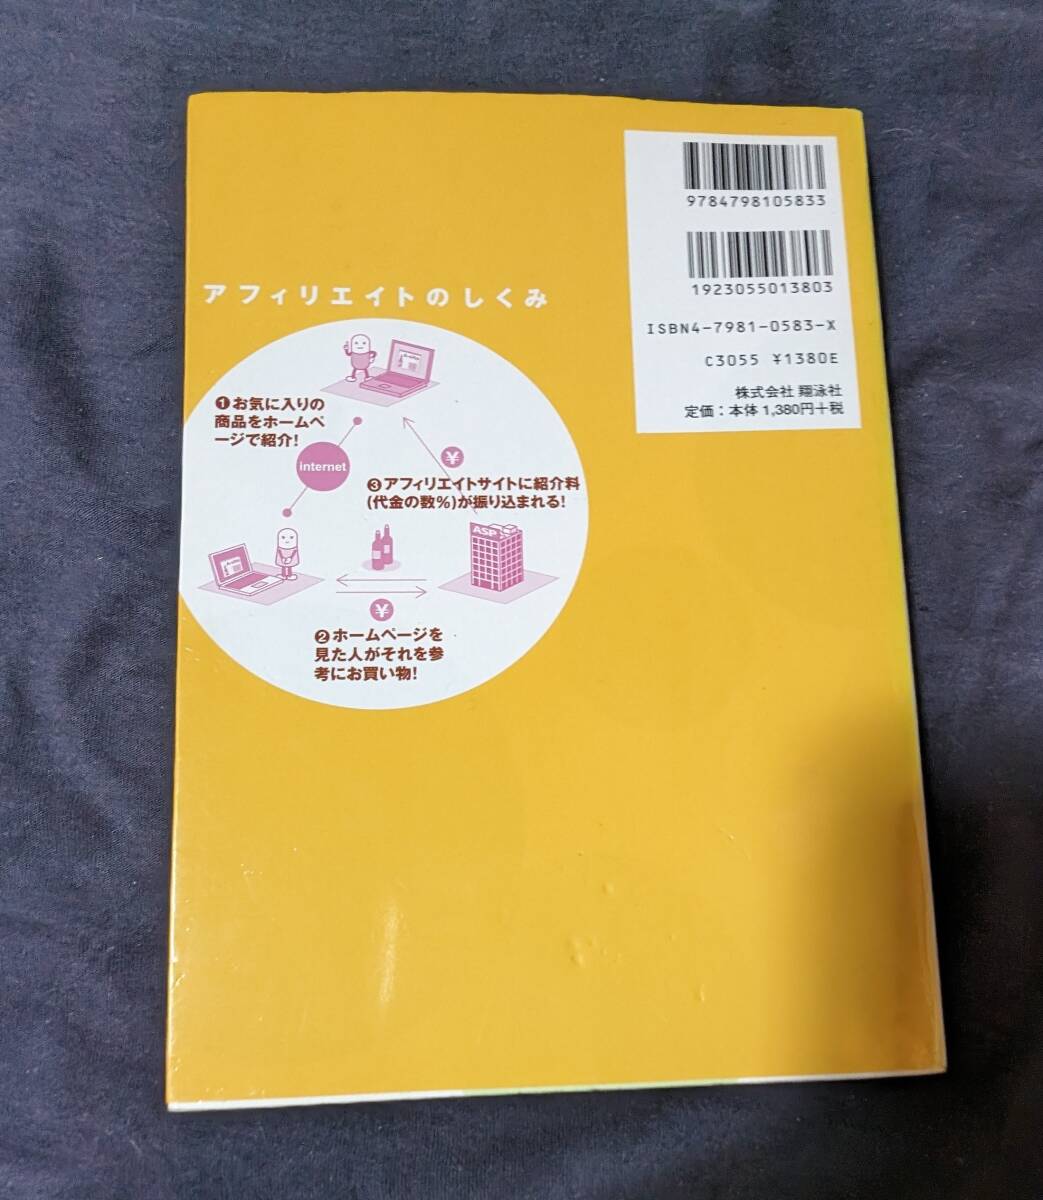 9784798105833
1923055013803
ISBN4-7981-0583-X
C3055 ¥1380E
株式会社 翔泳社
定価：本体 1,380円＋税
アフィリエイトのしくみ
❶お気に入りの
商品をホームペ
ージで紹介!
internet
¥
❸アフィリエイトサイトに紹介料
(代金の数%)が振り込まれる!
ASP
¥
❷ホームページを
見た人がそれを参
考にお買い物!